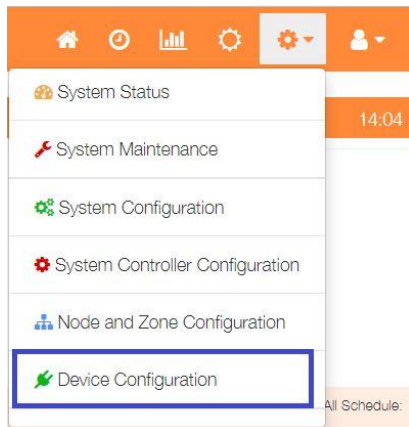 System Status
14:04
System Maintenance
System Configuration
System Controller Configuration
Node and Zone Configuration
Device Configuration
All Schedule: